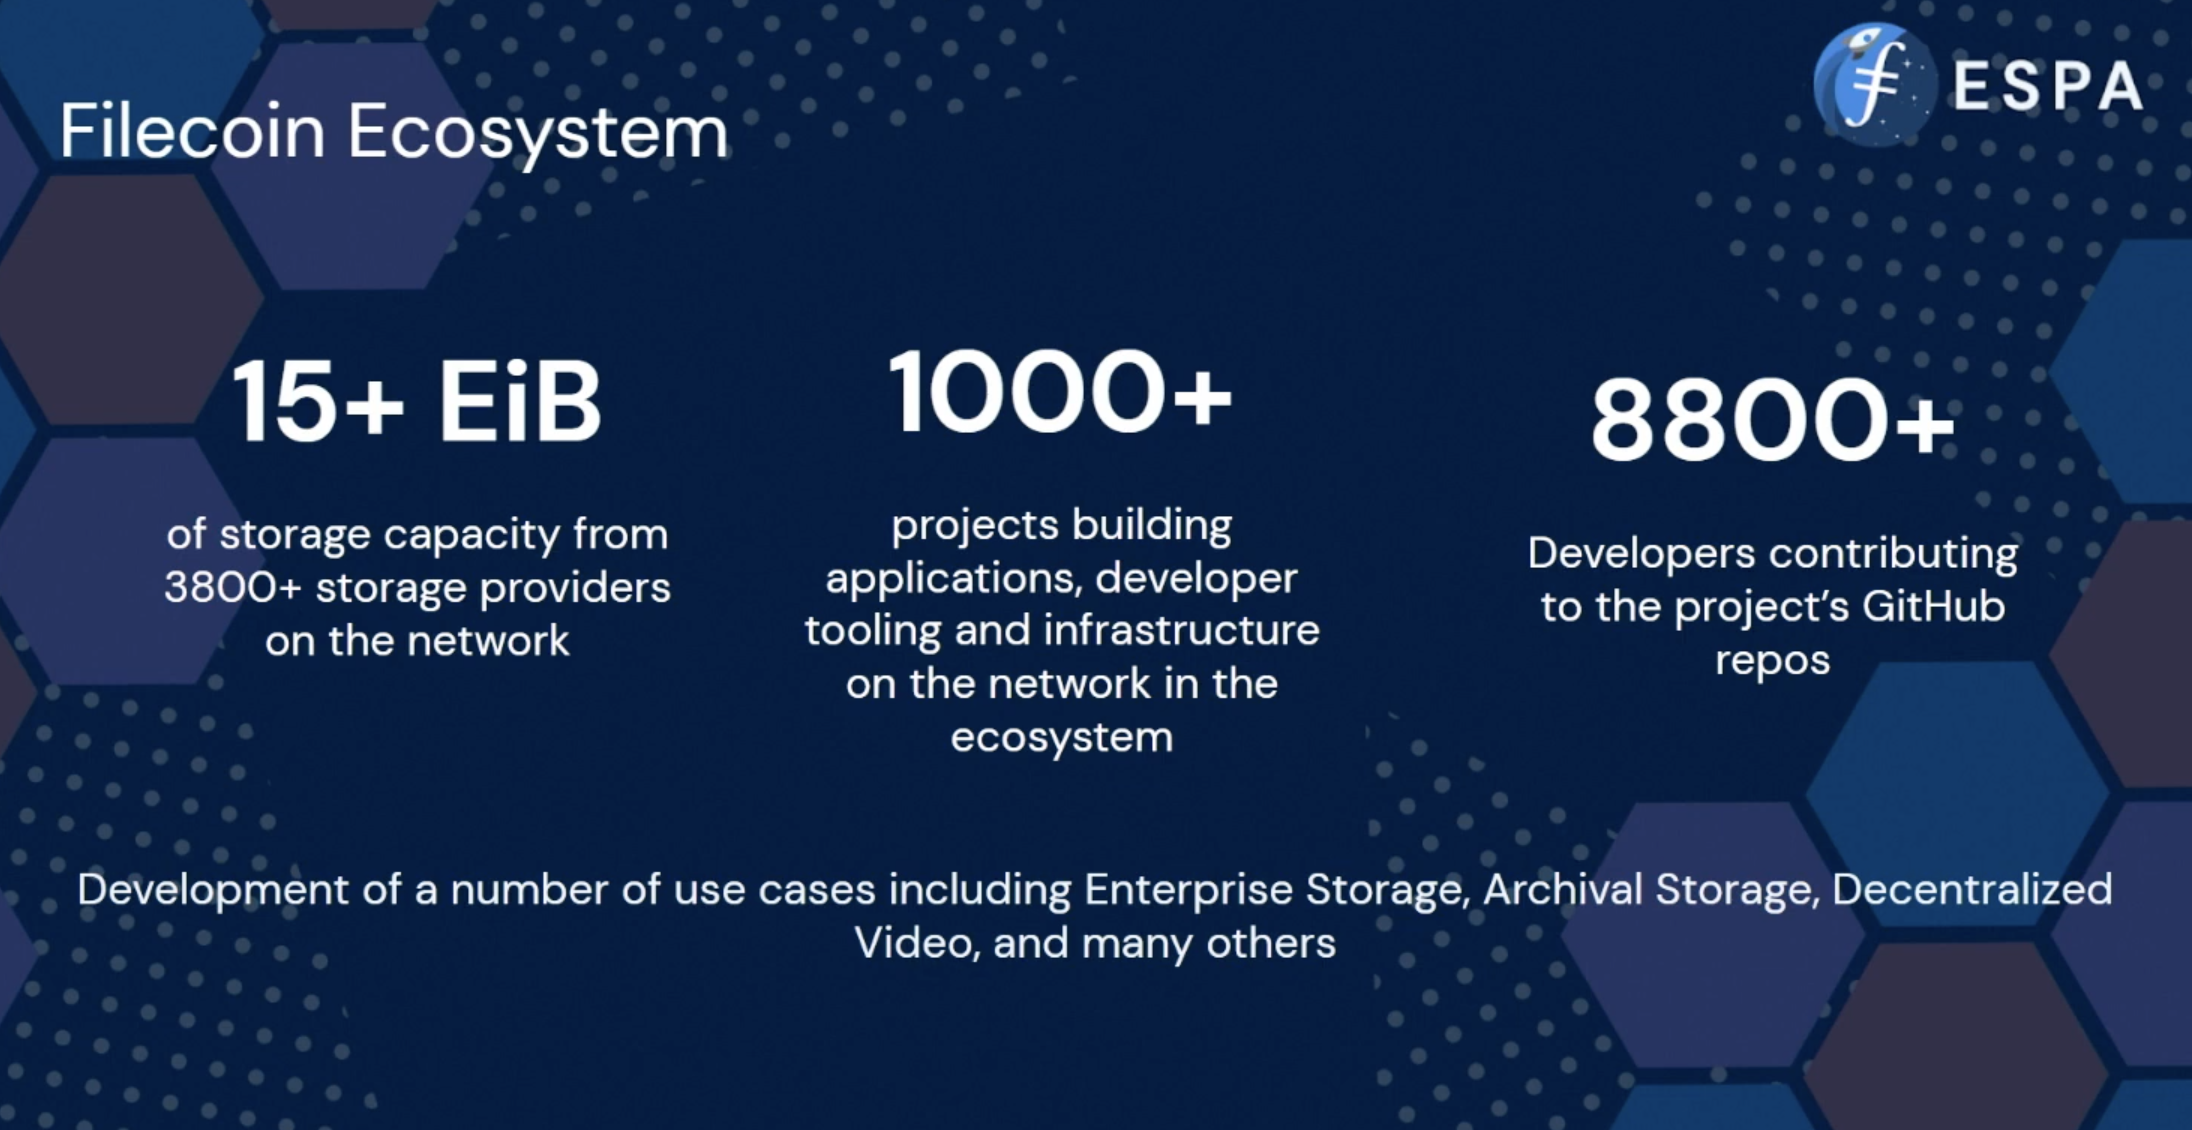 Filecoin Ecosystem
ESPA
15+ EiB
of storage capacity from
3800+ storage providers
on the network
1000+
projects building
applications, developer
tooling and infrastructure
on the network in the
ecosystem
8800+
Developers contributing
to the project’s GitHub
repos
Development of a number of use cases including Enterprise Storage, Archival Storage, Decentralized
Video, and many others